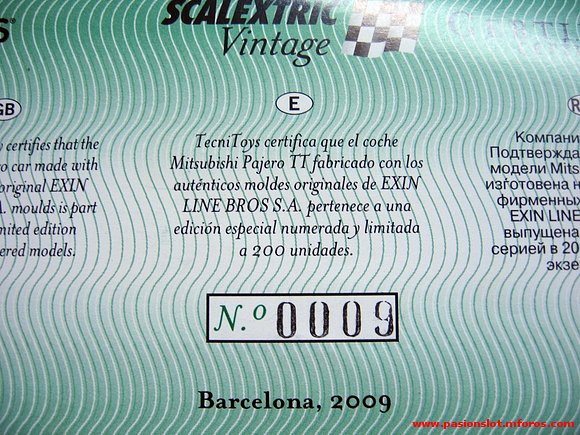 SCALEXTRIC
Vintage
GB
certifies that the
car made with
original EXIN
A. moulds is part
limited edition
models.
E
TecniToys certifica que el coche
Mitsubishi Pajero TT fabricado con los
auténticos moldes originales de EXIN
LINE BROS S.A. pertenece a una
edición especial numerada y limitada
a 200 unidades.
R
Компани
Подтвержда
модели Mits
изготовена н
фирменных
EXIN LINE
выпущена
серией в 20
экзе
N.º 0009
Barcelona, 2009
www.pasionslot.mforos.com